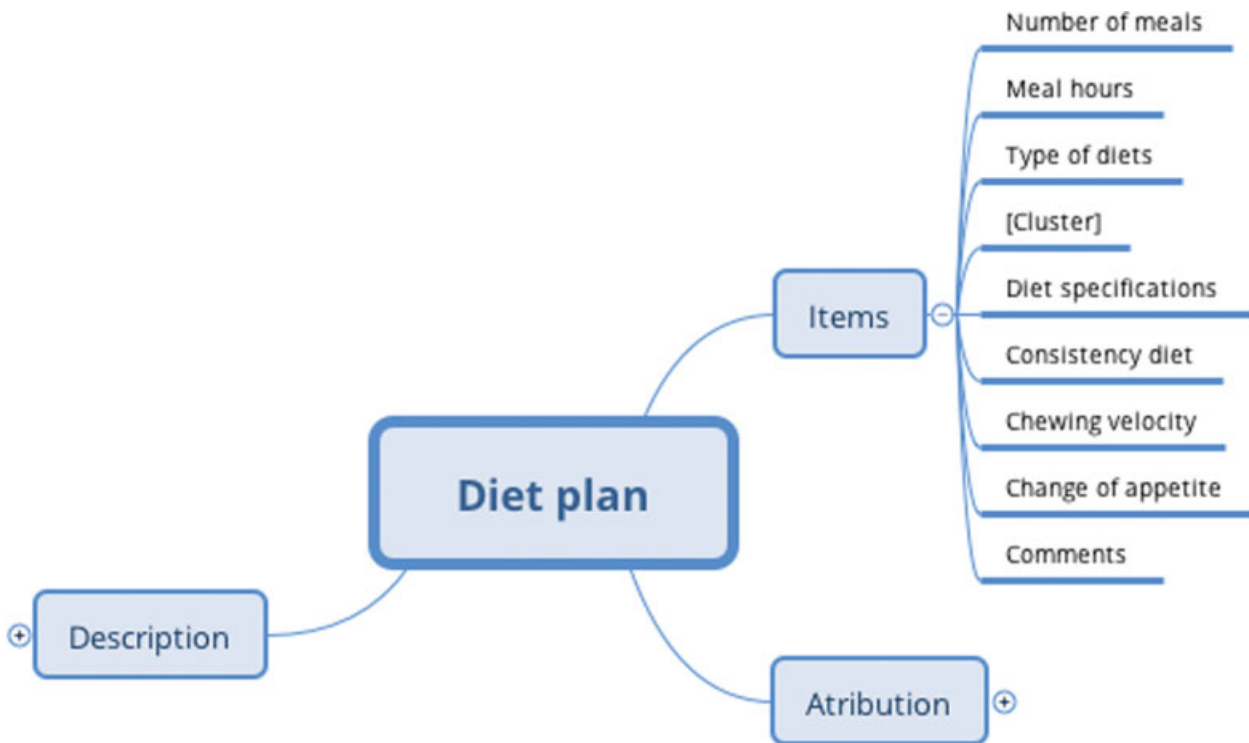 Number of meals
Meal hours
Type of diets
[Cluster]
Diet specifications
Items
Consistency diet
Chewing velocity
Change of appetite
Diet plan
Comments
Description
Atribution